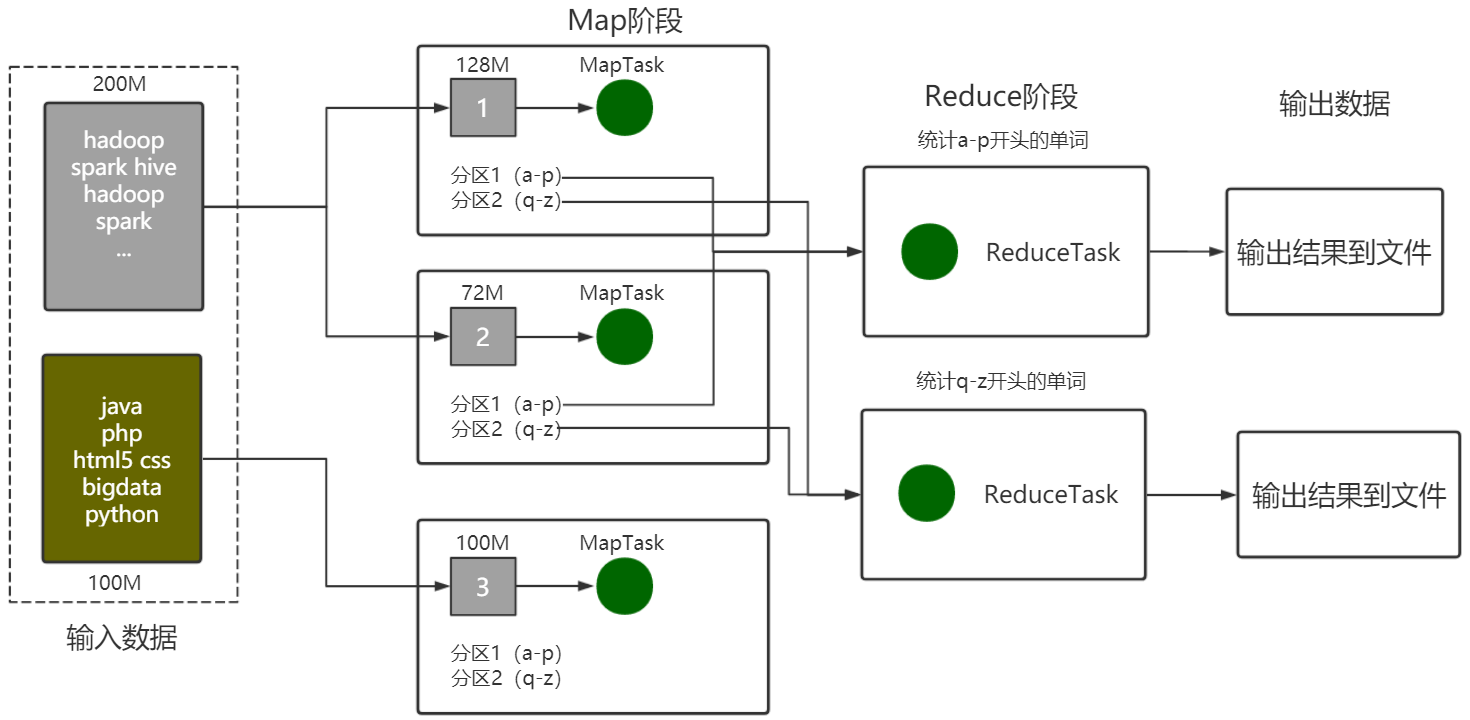 200M
hadoop
spark hive
hadoop
spark
...
java
php
html5 css
bigdata
python
100M
输入数据
Map阶段
128M
MapTask
1
分区1（a-p）
分区2（q-z）
72M
MapTask
2
分区1（a-p）
分区2（q-z）
100M
MapTask
3
分区1（a-p）
分区2（q-z）
Reduce阶段
统计a-p开头的单词
ReduceTask
统计q-z开头的单词
ReduceTask
输出数据
输出结果到文件
输出结果到文件